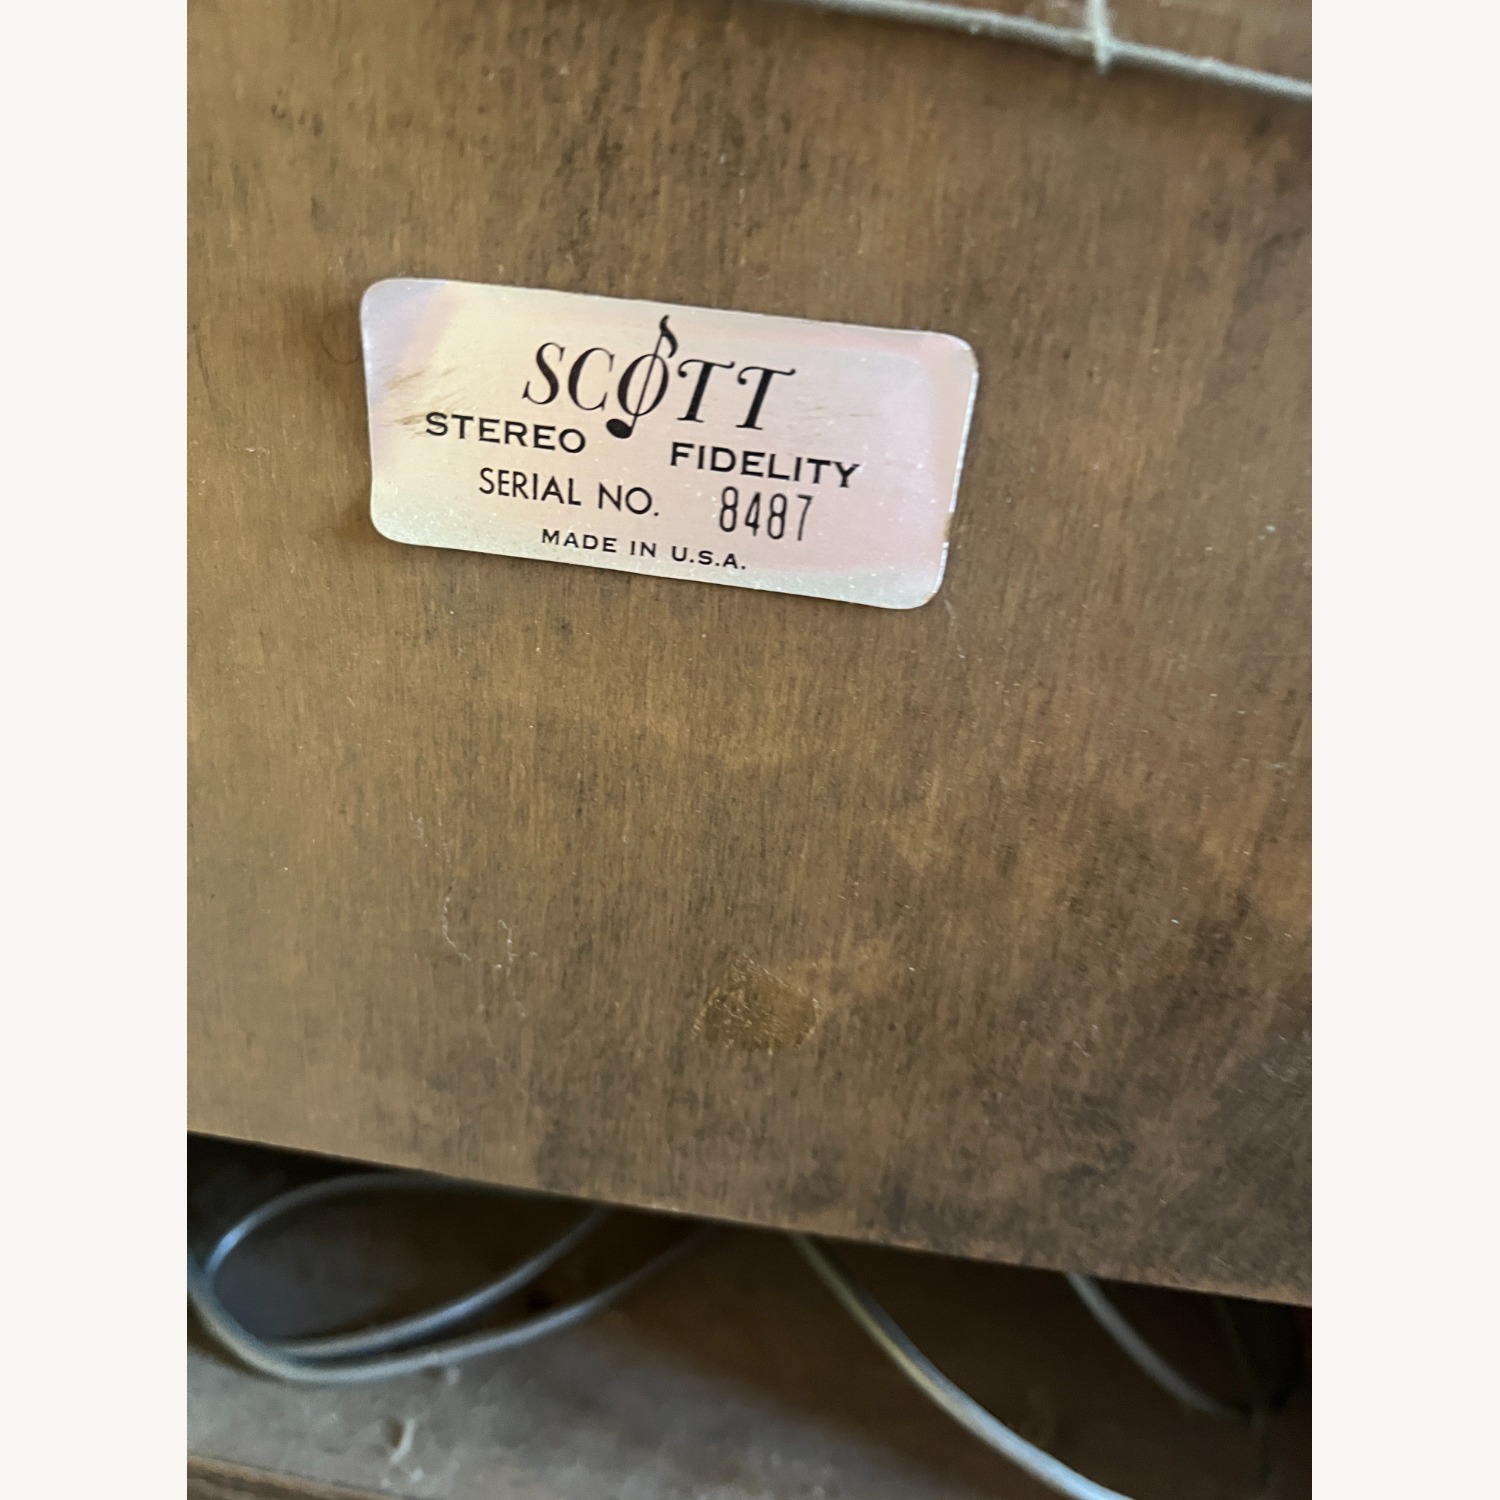 SCOTT
STEREO FIDELITY
SERIAL NO. 8487
MADE IN U.S.A.